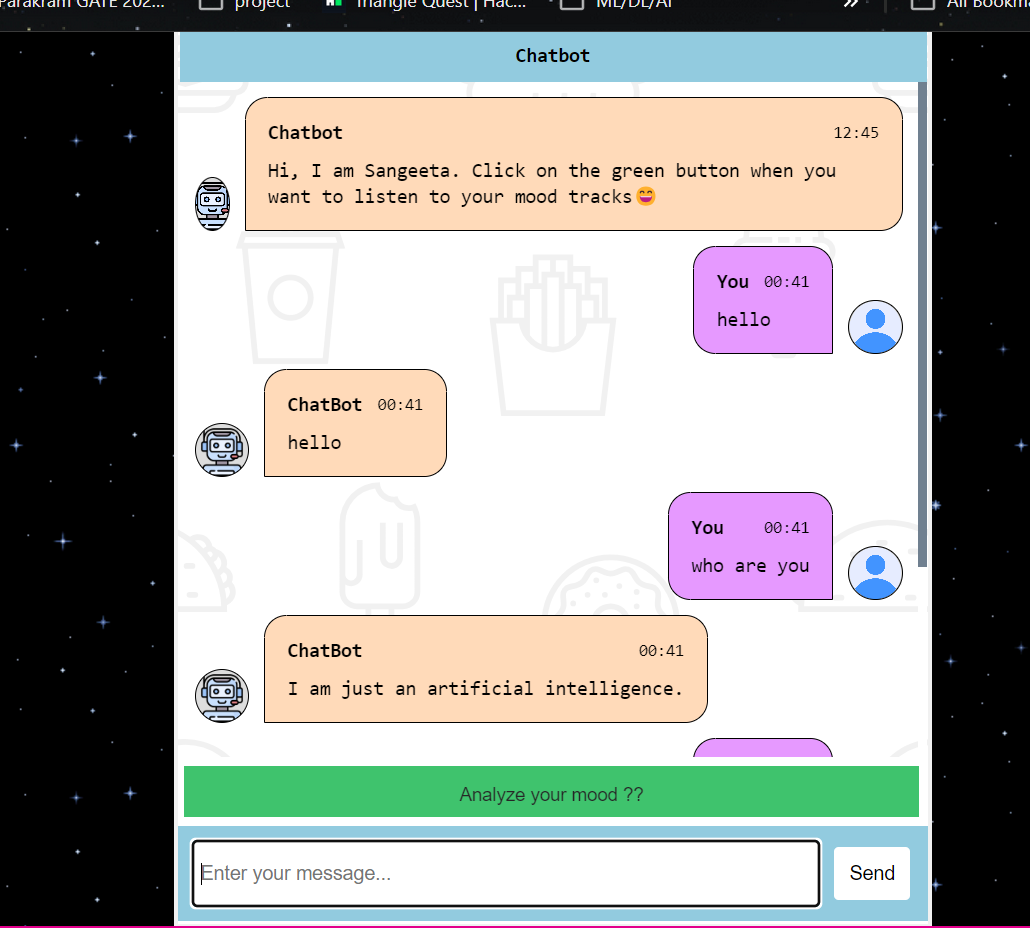 Parakram GATE 202...
project
Triangle Quest | Hac...
ML/DL/AI
»
All Bookma
Chatbot
Chatbot 12:45
Hi, I am Sangeeta. Click on the green button when you
want to listen to your mood tracks😄
You 00:41
hello
ChatBot 00:41
hello
You 00:41
who are you
ChatBot 00:41
I am just an artificial intelligence.
Analyze your mood ??
Enter your message...
Send